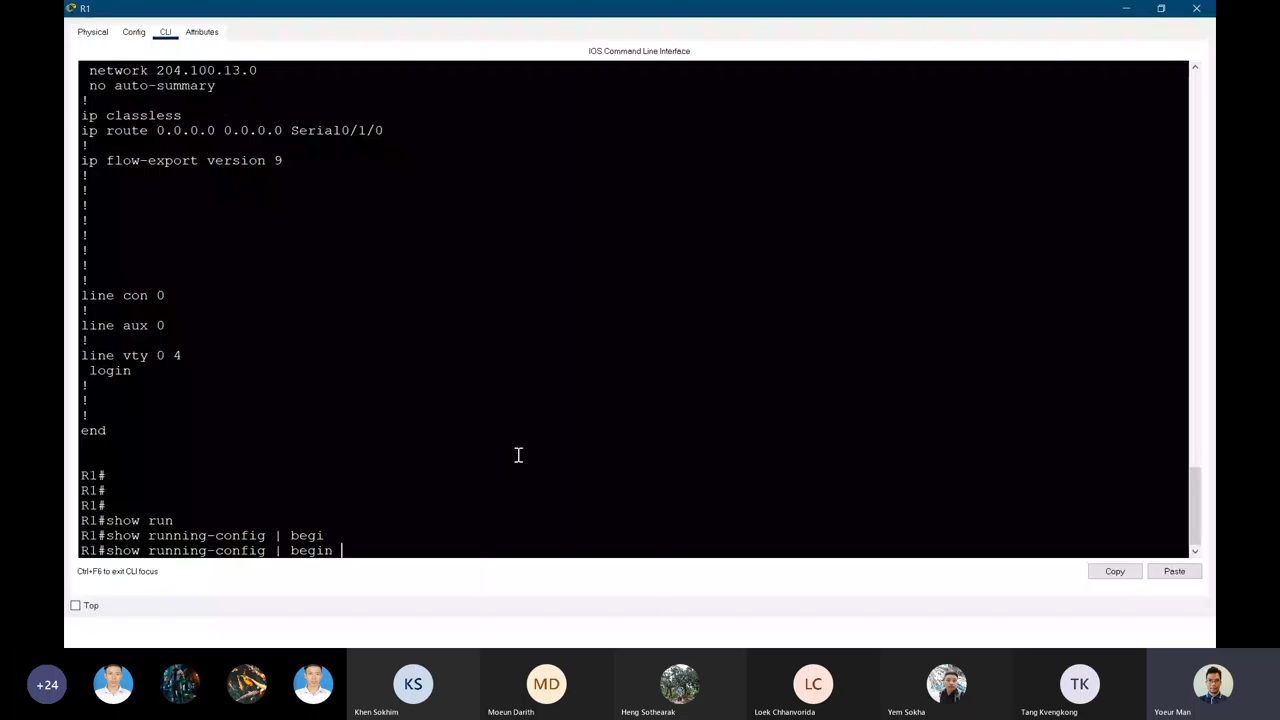 R1
Physical Config CLI Attributes
IOS Command Line Interface
network 204.100.13.0
no auto-summary
!
ip classless
ip route 0.0.0.0 0.0.0.0 Serial0/1/0
!
ip flow-export version 9
!
!
!
!
!
!
!
!
line con 0
!
line aux 0
!
line vty 0 4
login
!
!
!
end
R1#
R1#
R1#
R1#show run
R1#show running-config | begi
R1#show running-config | begin
Ctrl+F6 to exit CLI focus
Copy Paste
Top
+24 KS MD LC TK
Khen Sokhim Moeun Darith Heng Sothearak Loek Chhanvorida Yem Sokha Tang Kvengkong Yoeur Man